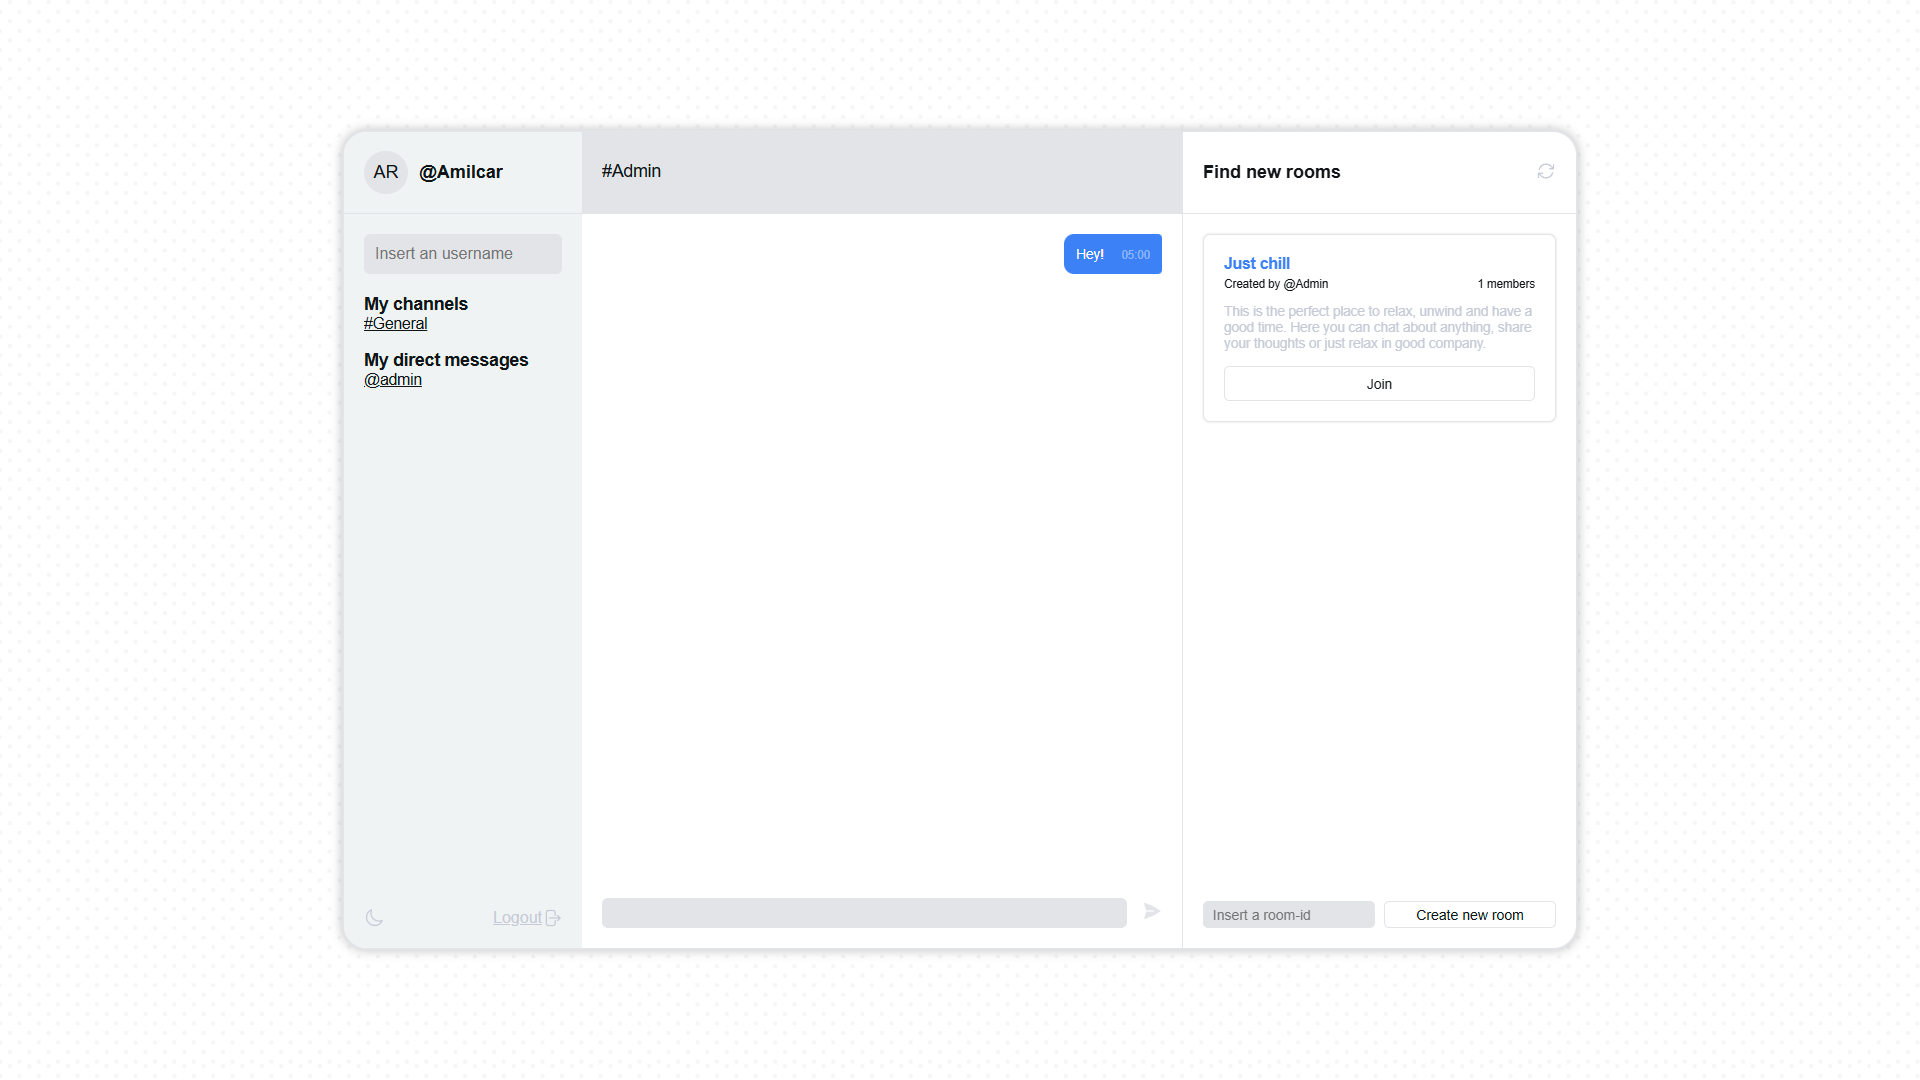 AR
@Amilcar
Insert an username
My channels
#General
My direct messages
@admin
Logout
#Admin
Hey! 05:00
Find new rooms
Just chill
Created by @Admin 1 members
This is the perfect place to relax, unwind and have a
good time. Here you can chat about anything, share
your thoughts or just relax in good company.
Join
Insert a room-id
Create new room